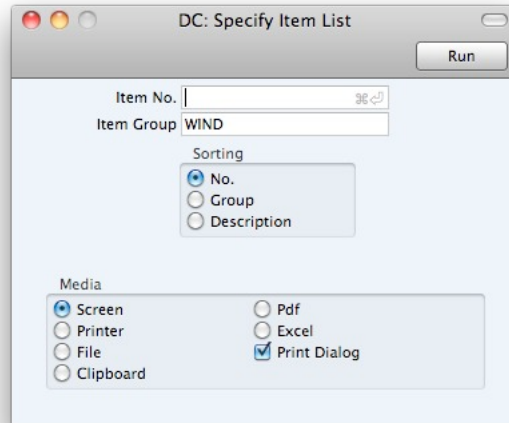 DC: Specify Item List
Run
Item No. ⌘⏎
Item Group WIND
Sorting
No.
Group
Description
Media
Screen
Printer
File
Clipboard
Pdf
Excel
Print Dialog